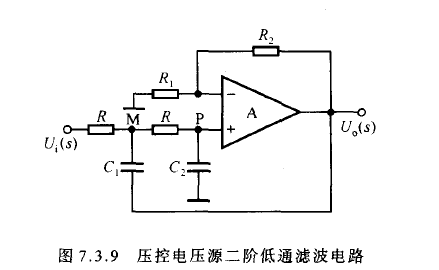 R₂
R₁
R M R P A
Uᵢ(s) Uₒ(s)
C₁ C₂
− +
图 7.3.9 压控电压源二阶低通滤波电路